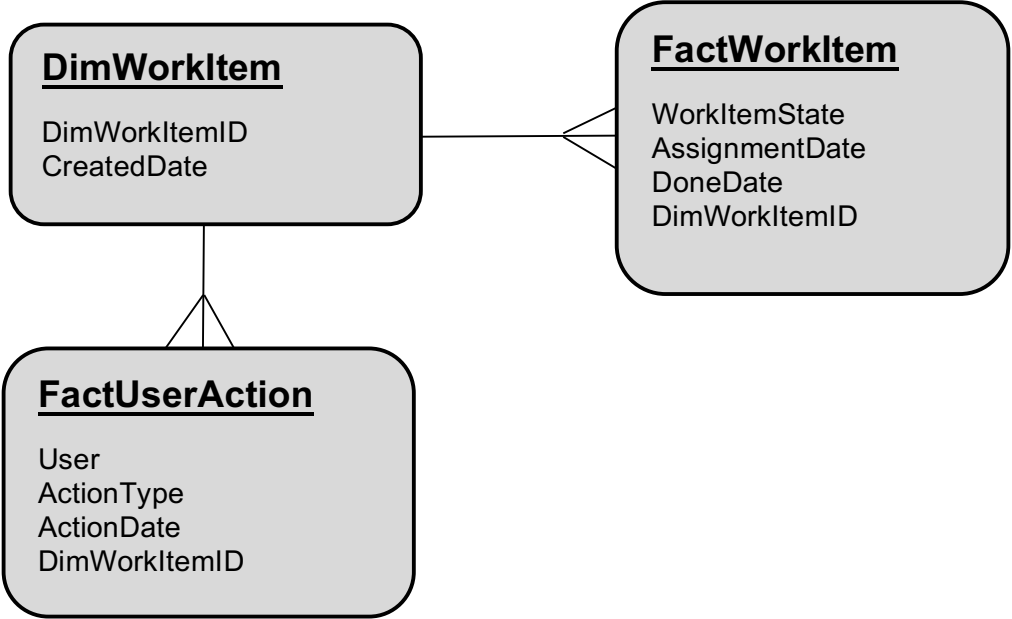 DimWorkItem
DimWorkItemID
CreatedDate
FactWorkItem
WorkItemState
AssignmentDate
DoneDate
DimWorkItemID
FactUserAction
User
ActionType
ActionDate
DimWorkItemID